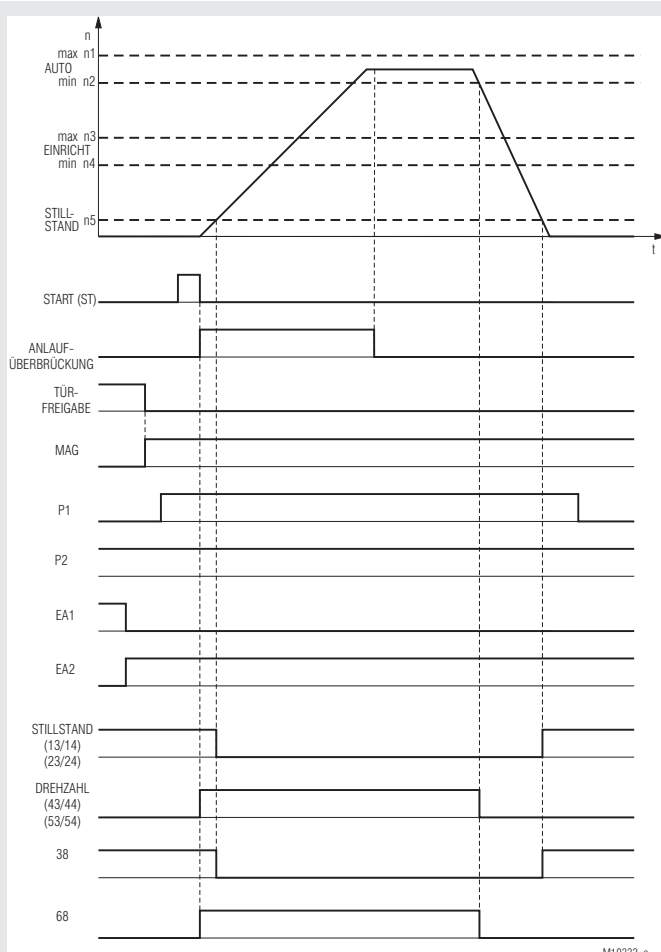 n
max n1
AUTO
min n2
max n3
EINRICHT
min n4
STILL-
STAND n5
t
START (ST)
ANLAUF-
ÜBERBRÜCKUNG
TÜR-
FREIGABE
MAG
P1
P2
EA1
EA2
STILLSTAND
(13/14)
(23/24)
DREHZAHL
(43/44)
(53/54)
38
68